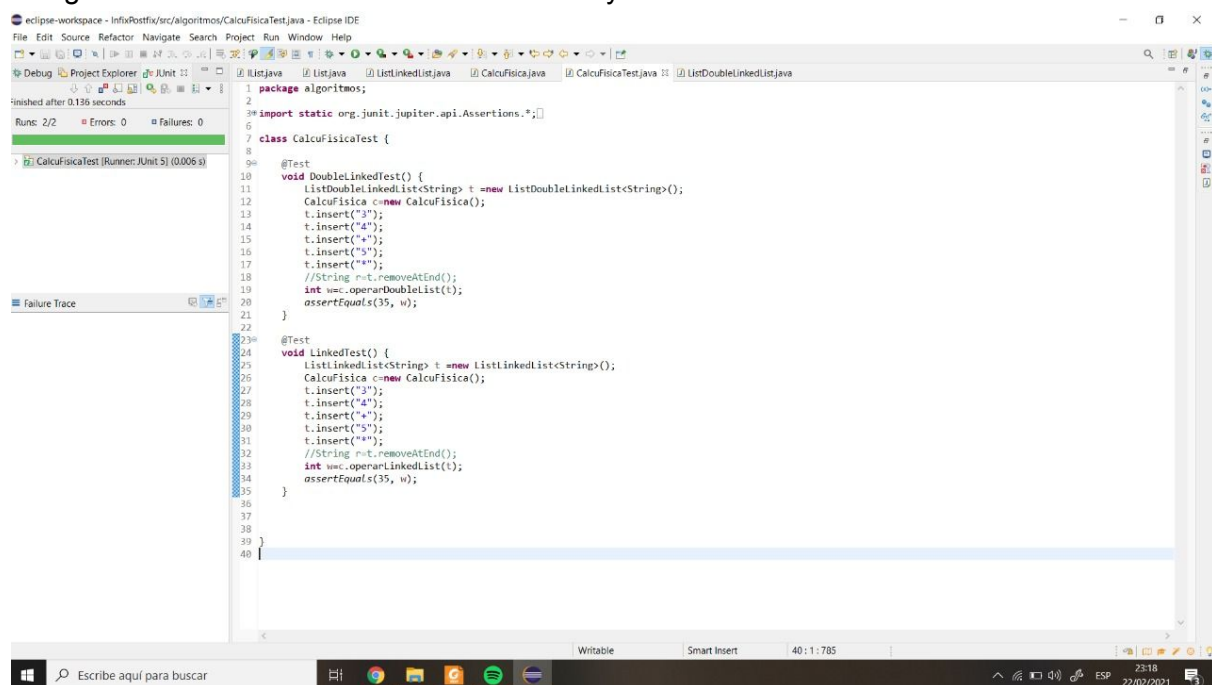 eclipse-workspace - InfixPostfix/src/algoritmos/CalcuFisicaTest.java - Eclipse IDE
File Edit Source Refactor Navigate Search Project Run Window Help
Debug Project Explorer JUnit
IList.java List.java ListLinkedList.java CalcuFisica.java CalcuFisicaTest.java ListDoubleLinkedList.java
Finished after 0.136 seconds
Runs: 2/2 Errors: 0 Failures: 0
CalcuFisicaTest [Runner: JUnit 5] (0.006 s)
Failure Trace
1 package algoritmos;
2
3 import static org.junit.jupiter.api.Assertions.*;
6
7 class CalcuFisicaTest {
8
9 @Test
10 void DoubleLinkedTest() {
11 ListDoubleLinkedList<String> t =new ListDoubleLinkedList<String>();
12 CalcuFisica c=new CalcuFisica();
13 t.insert("3");
14 t.insert("4");
15 t.insert("+");
16 t.insert("5");
17 t.insert("*");
18 //String r=t.removeAtEnd();
19 int w=c.operarDoubleList(t);
20 assertEquals(35, w);
21 }
22
23 @Test
24 void LinkedTest() {
25 ListLinkedList<String> t =new ListLinkedList<String>();
26 CalcuFisica c=new CalcuFisica();
27 t.insert("3");
28 t.insert("4");
29 t.insert("+");
30 t.insert("5");
31 t.insert("*");
32 //String r=t.removeAtEnd();
33 int w=c.operarLinkedList(t);
34 assertEquals(35, w);
35 }
36
37
38
39 }
40
Writable Smart Insert 40 : 1 : 785
Escribe aquí para buscar
ESP
23:18
22/02/2021